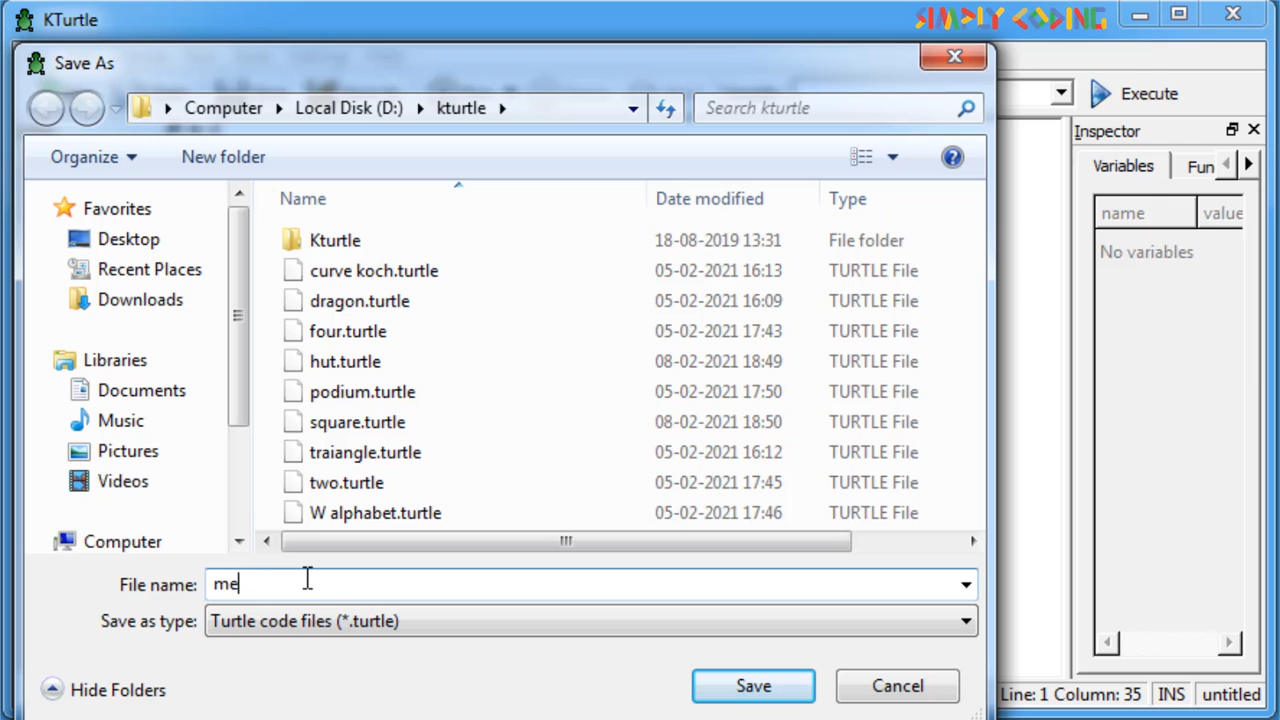 KTurtle
SIMPLY CODING
Save As
Computer Local Disk (D:) kturtle
Search kturtle
Execute
Organize
New folder
Inspector
Variables Fun
name value
No variables
Favorites
Desktop
Recent Places
Downloads
Libraries
Documents
Music
Pictures
Videos
Computer
Name Date modified Type
Kturtle 18-08-2019 13:31 File folder
curve koch.turtle 05-02-2021 16:13 TURTLE File
dragon.turtle 05-02-2021 16:09 TURTLE File
four.turtle 05-02-2021 17:43 TURTLE File
hut.turtle 08-02-2021 18:49 TURTLE File
podium.turtle 05-02-2021 17:50 TURTLE File
square.turtle 08-02-2021 18:50 TURTLE File
traiangle.turtle 05-02-2021 16:12 TURTLE File
two.turtle 05-02-2021 17:45 TURTLE File
W alphabet.turtle 05-02-2021 17:46 TURTLE File
File name: me
Save as type: Turtle code files (*.turtle)
Hide Folders
Save
Cancel
Line: 1 Column: 35 INS untitled